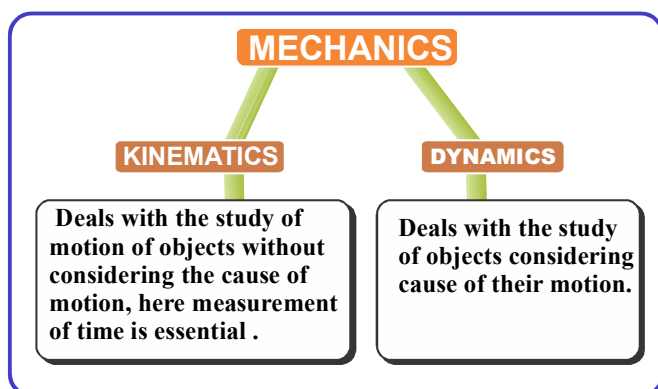 MECHANICS
KINEMATICS
DYNAMICS
Deals with the study of
motion of objects without
considering the cause of
motion, here measurement
of time is essential .
Deals with the study
of objects considering
cause of their motion.